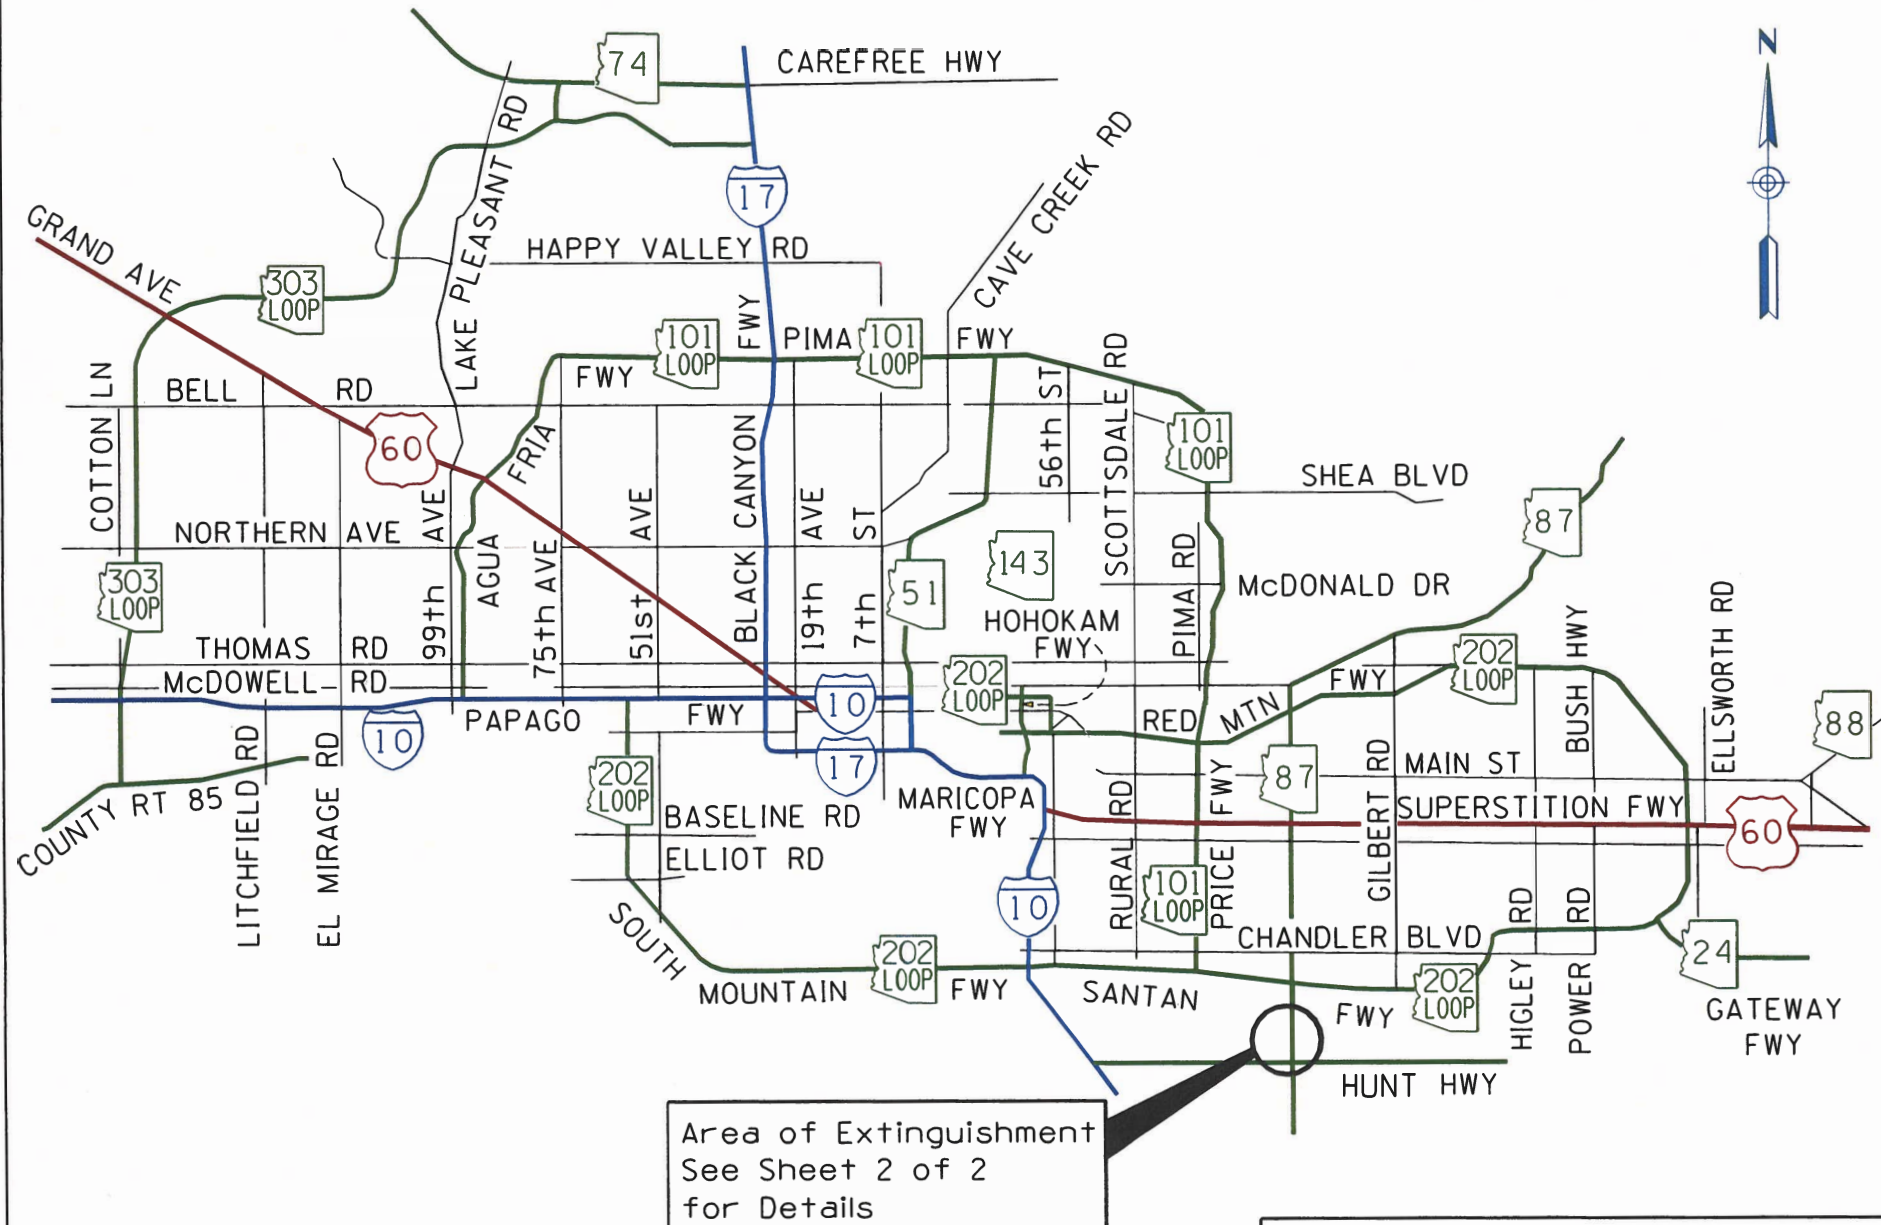 N
74
CAREFREE HWY
LAKE PLEASANT RD
17
CAVE CREEK RD
GRAND AVE
HAPPY VALLEY RD
303
LOOP
101
LOOP
FWY
PIMA
101
LOOP
FWY
FWY
COTTON LN
BELL RD
60
AGUA FRIA
BLACK CANYON
56th ST
SCOTTSDALE RD
101
LOOP
SHEA BLVD
87
NORTHERN AVE
99th AVE
75th AVE
51st AVE
19th AVE
7th ST
143
303
LOOP
51
PIMA RD
McDONALD DR
HOHOKAM
FWY
THOMAS RD
McDOWELL RD
202
LOOP
202
LOOP
FWY
BUSH HWY
ELLSWORTH RD
10
PAPAGO
FWY
10
RED MTN
88
17
202
LOOP
87
MAIN ST
COUNTY RT 85
LITCHFIELD RD
EL MIRAGE RD
BASELINE RD
MARICOPA
FWY
SUPERSTITION FWY
60
ELLIOT RD
RURAL RD
PRICE FWY
GILBERT RD
10
101
LOOP
SOUTH
MOUNTAIN
202
LOOP
FWY
CHANDLER BLVD
SANTAN
FWY
202
LOOP
HIGLEY RD
POWER RD
24
GATEWAY
FWY
HUNT HWY
Area of Extinguishment
See Sheet 2 of 2
for Details